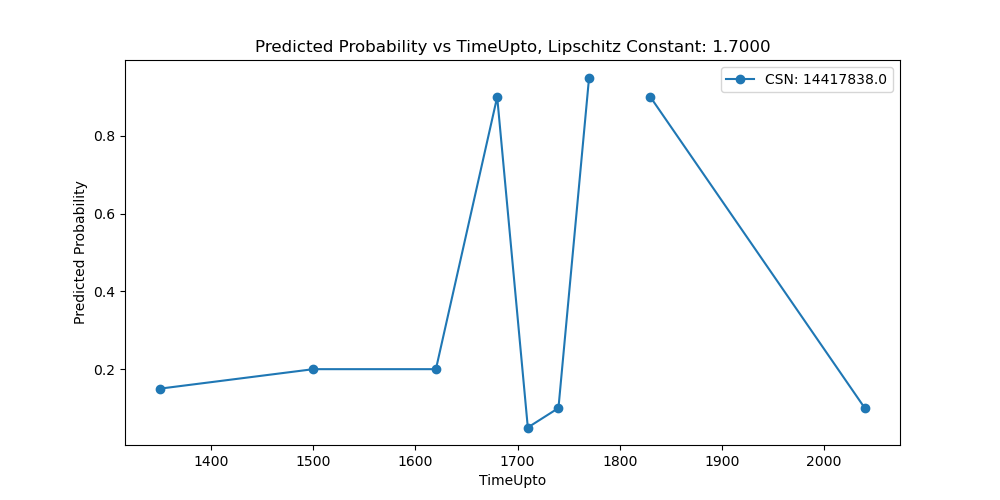 Predicted Probability vs TimeUpto, Lipschitz Constant: 1.7000
CSN: 14417838.0
Predicted Probability
0.8
0.6
0.4
0.2
1400 1500 1600 1700 1800 1900 2000
TimeUpto